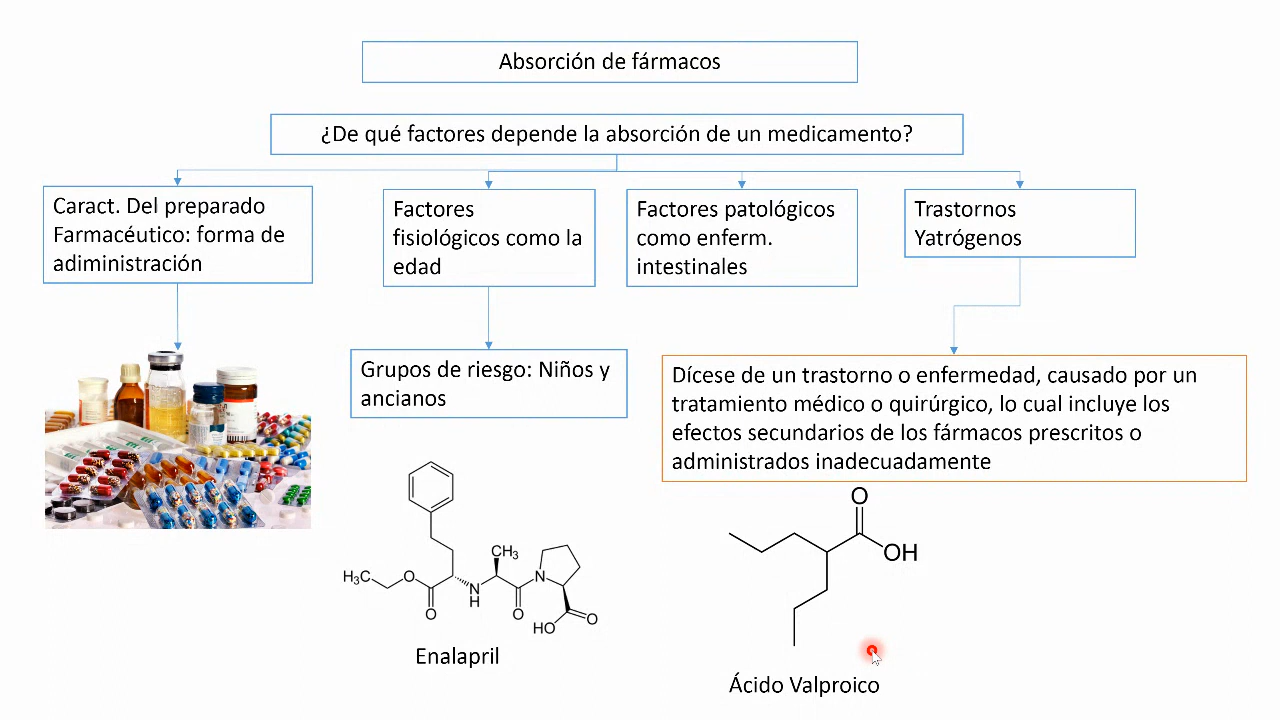 Absorción de fármacos
¿De qué factores depende la absorción de un medicamento?
Caract. Del preparado
Farmacéutico: forma de
adiministración
Factores
fisiológicos como la
edad
Factores patológicos
como enferm.
intestinales
Trastornos
Yatrógenos
Grupos de riesgo: Niños y
ancianos
Dícese de un trastorno o enfermedad, causado por un
tratamiento médico o quirúrgico, lo cual incluye los
efectos secundarios de los fármacos prescritos o
administrados inadecuadamente
CH₃
H₃C
O
O
N
H
O
N
HO
O
Enalapril
O
OH
Ácido Valproico